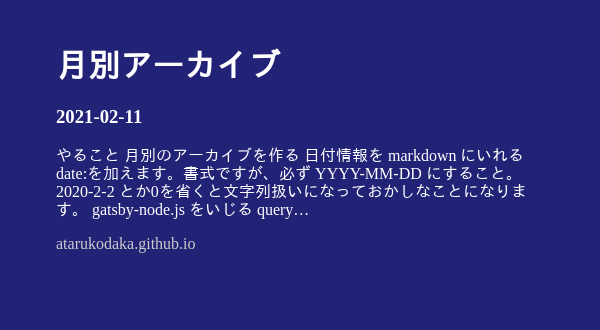 月別アーカイブ
2021-02-11
やること 月別のアーカイブを作る 日付情報を markdown にいれる
date:を加えます。書式ですが、必ず YYYY-MM-DD にすること。
2020-2-2 とか0を省くと文字列扱いになっておかしなことになりま
す。 gatsby-node.js をいじる query…
atarukodaka.github.io